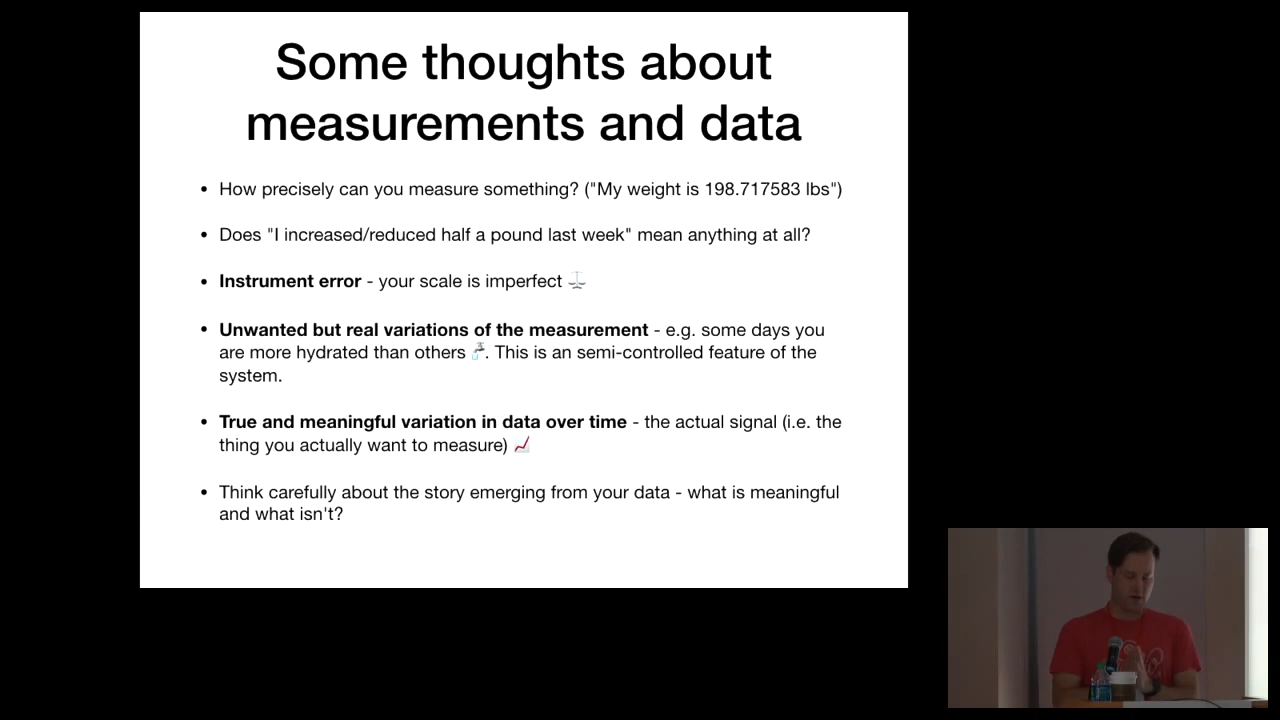 Some thoughts about
measurements and data
• How precisely can you measure something? ("My weight is 198.717583 lbs")
• Does "I increased/reduced half a pound last week" mean anything at all?
• Instrument error - your scale is imperfect
• Unwanted but real variations of the measurement - e.g. some days you
are more hydrated than others 🚰. This is an semi-controlled feature of the
system.
• True and meaningful variation in data over time - the actual signal (i.e. the
thing you actually want to measure) 📈
• Think carefully about the story emerging from your data - what is meaningful
and what isn't?